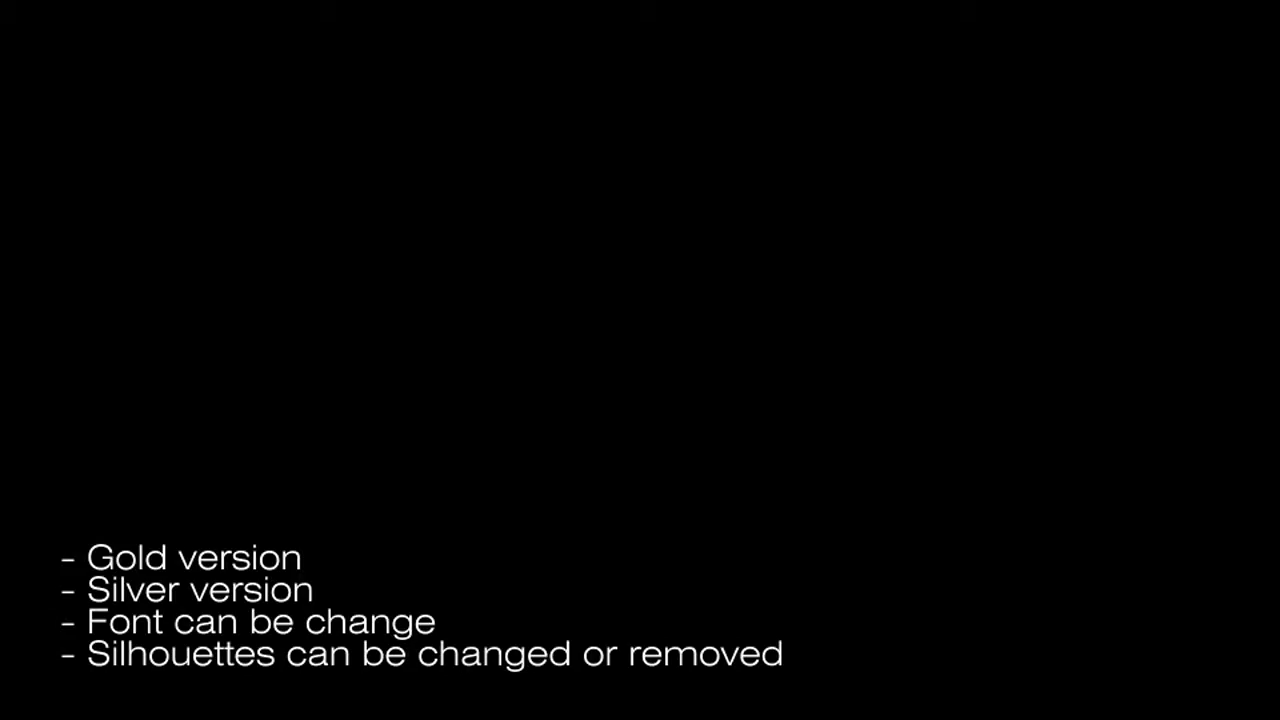 - Gold version
- Silver version
- Font can be change
- Silhouettes can be changed or removed